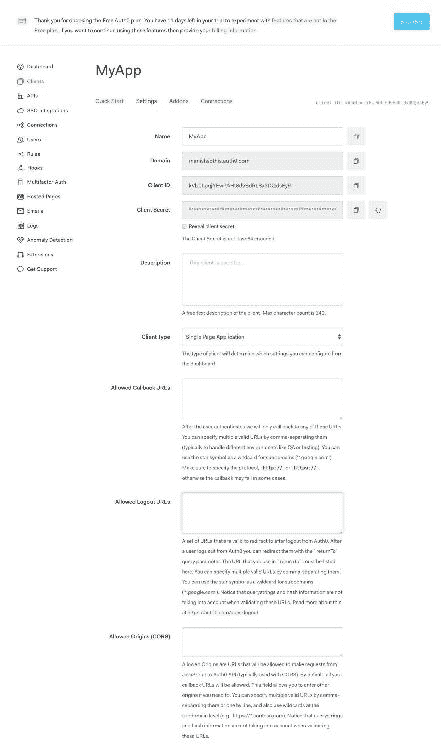 Thank you for choosing the Free Auth0 plan. You have days left in your trial to experiment with features that are not in the
Free plan. If you want to continue using these features then provide your billing information.
Dashboard
Clients
APIs
SSO Integrations
Connections
Users
Rules
Hooks
Multifactor Auth
Hosted Pages
Emails
Logs
Anomaly Detection
Extensions
Get Support
MyApp
Quick Start Settings Addons Connections
Name MyApp
Domain
Client ID
Client Secret
Reveal client secret
The Client Secret is not base64 encoded.
Description
A free text description of the client. Max character count is 140.
Client Type Single Page Application
The type of client will determine which settings you can configure from
the dashboard.
Allowed Callback URLs
After the user authenticates we will only call back to any of these URLs.
You can specify multiple valid URLs by comma-separating them
(typically to handle different environments like QA or testing). You can
use the star symbol as a wildcard for subdomains (*.google.com).
Make sure to specify the protocol, http:// or https://,
otherwise the callback may fail in some cases.
Allowed Logout URLs
A set of URLs that are valid to redirect to after logout from Auth0. After
a user logs out from Auth0 you can redirect them with the returnTo
query parameter. The URL that you use in returnTo must be listed
here. You can specify multiple valid URLs by comma-separating them.
You can use the star symbol as a wildcard for subdomains
(*.google.com). Notice that querystrings and hash information are not
taking into account when validating these URLs. Read more about this
at
Allowed Origins (CORS)
Allowed Origins are URLs that will be allowed to make requests from
JavaScript to Auth0 API (typically used with CORS). By default, all your
callback URLs will be allowed. This field allows you to enter other
origins if you need to. You can specify multiple valid URLs by comma-
separating them or one by line, and also use wildcards at the
subdomain level (e.g.: https://*.contoso.com). Notice that querystrings
and hash information are not taking into account when validating
these URLs.